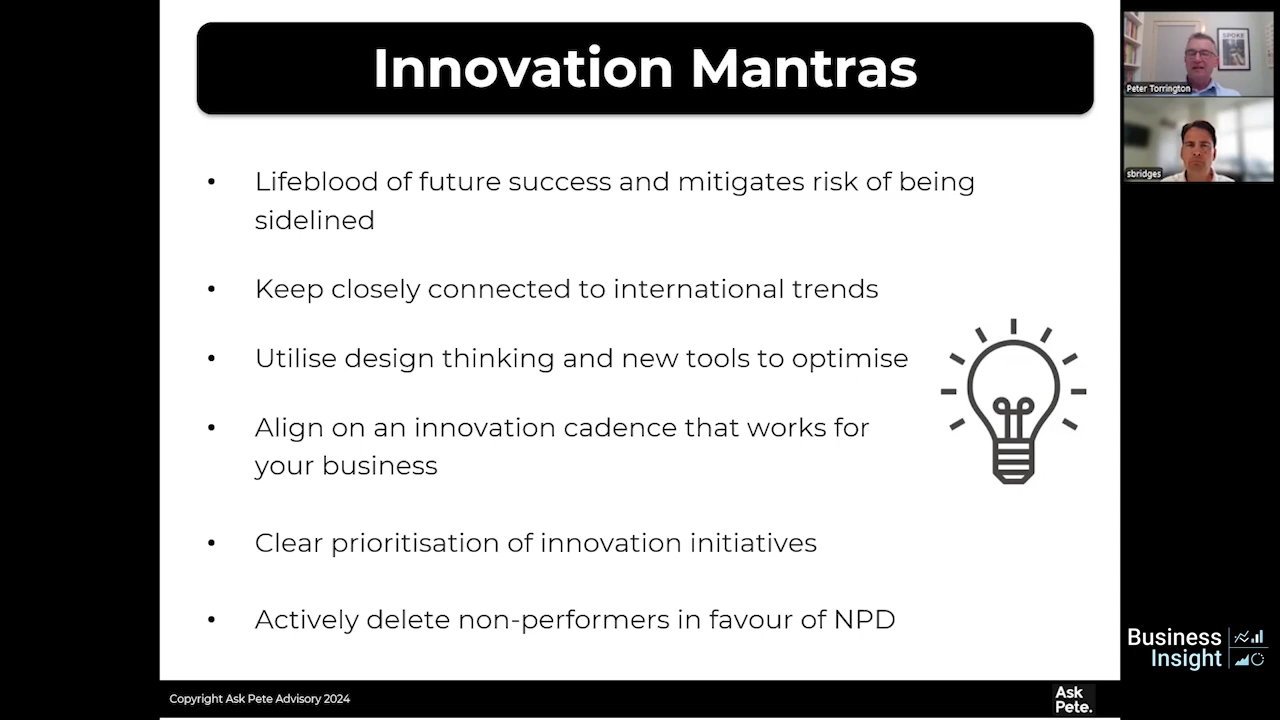 Innovation Mantras
Lifeblood of future success and mitigates risk of being
sidelined
Keep closely connected to international trends
Utilise design thinking and new tools to optimise
Align on an innovation cadence that works for
your business
Clear prioritisation of innovation initiatives
Actively delete non-performers in favour of NPD
Copyright Ask Pete Advisory 2024
Ask
Pete.
SPOKE
Peter Torrington
sbridges
Business
Insight